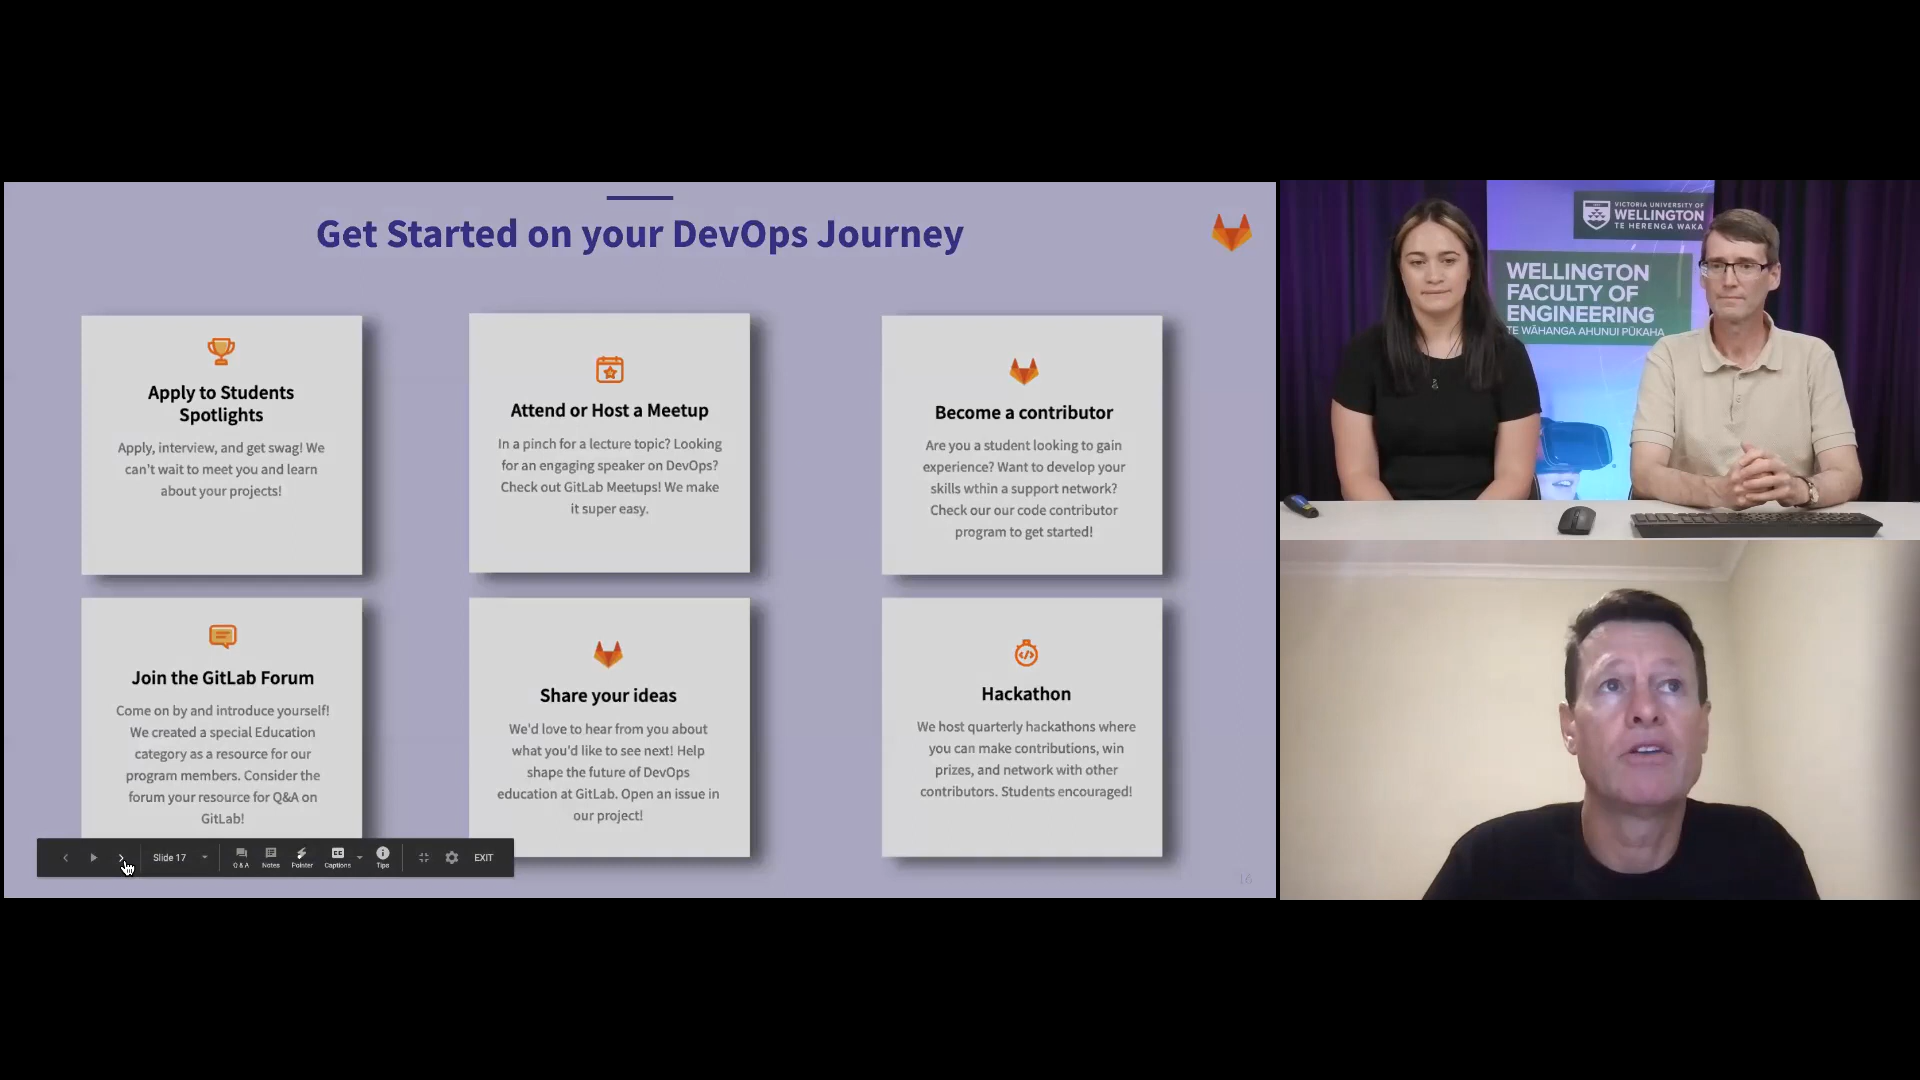 Get Started on your DevOps Journey
Apply to Students
Spotlights
Apply, interview, and get swag! We
can't wait to meet you and learn
about your projects!
Attend or Host a Meetup
In a pinch for a lecture topic? Looking
for an engaging speaker on DevOps?
Check out GitLab Meetups! We make
it super easy.
Become a contributor
Are you a student looking to gain
experience? Want to develop your
skills wthin a support network?
Check our our code contributor
program to get started!
Join the GitLab Forum
Come on by and introduce yourself!
We created a special Education
category as a resource for our
program members. Consider the
forum your resource for Q&A on
GitLab!
Share your ideas
We'd love to hear from you about
what you'd like to see next! Help
shape the future of DevOps
education at GitLab. Open an issue in
our project!
Hackathon
We host quarterly hackathons where
you can make contributions, win
prizes, and network with other
contributors. Students encouraged!
Slide 17
Q & A
Notes
Pointer
CC
Captions
Tips
EXIT
16
VICTORIA UNIVERSITY OF
WELLINGTON
TE HERENGA WAKA
WELLINGTON
FACULTY OF
ENGINEERING
TE WĀHANGA AHUNUI PŪKAHA